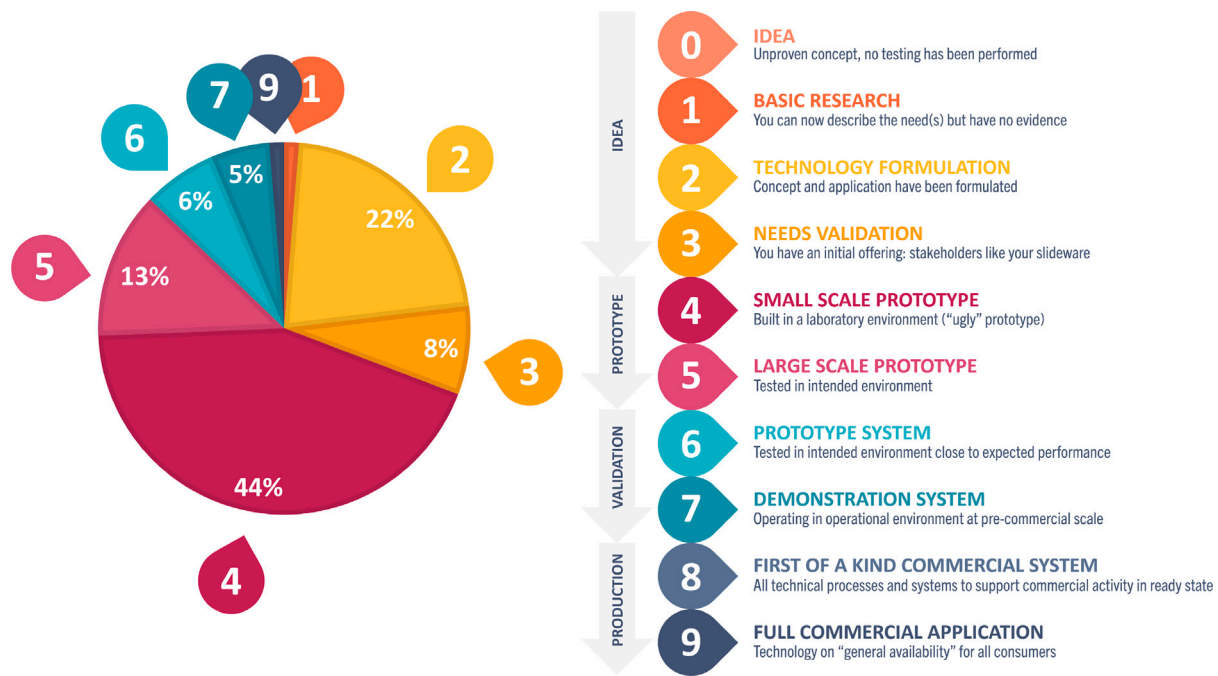 7
9
1
6
2
5
5%
6%
22%
13%
8%
3
44%
4
IDEA
PROTOTYPE
VALIDATION
PRODUCTION
0
IDEA
Unproven concept, no testing has been performed
1
BASIC RESEARCH
You can now describe the need(s) but have no evidence
2
TECHNOLOGY FORMULATION
Concept and application have been formulated
3
NEEDS VALIDATION
You have an initial offering: stakeholders like your slideware
4
SMALL SCALE PROTOTYPE
Built in a laboratory environment (“ugly” prototype)
5
LARGE SCALE PROTOTYPE
Tested in intended environment
6
PROTOTYPE SYSTEM
Tested in intended environment close to expected performance
7
DEMONSTRATION SYSTEM
Operating in operational environment at pre-commercial scale
8
FIRST OF A KIND COMMERCIAL SYSTEM
All technical processes and systems to support commercial activity in ready state
9
FULL COMMERCIAL APPLICATION
Technology on “general availability” for all consumers